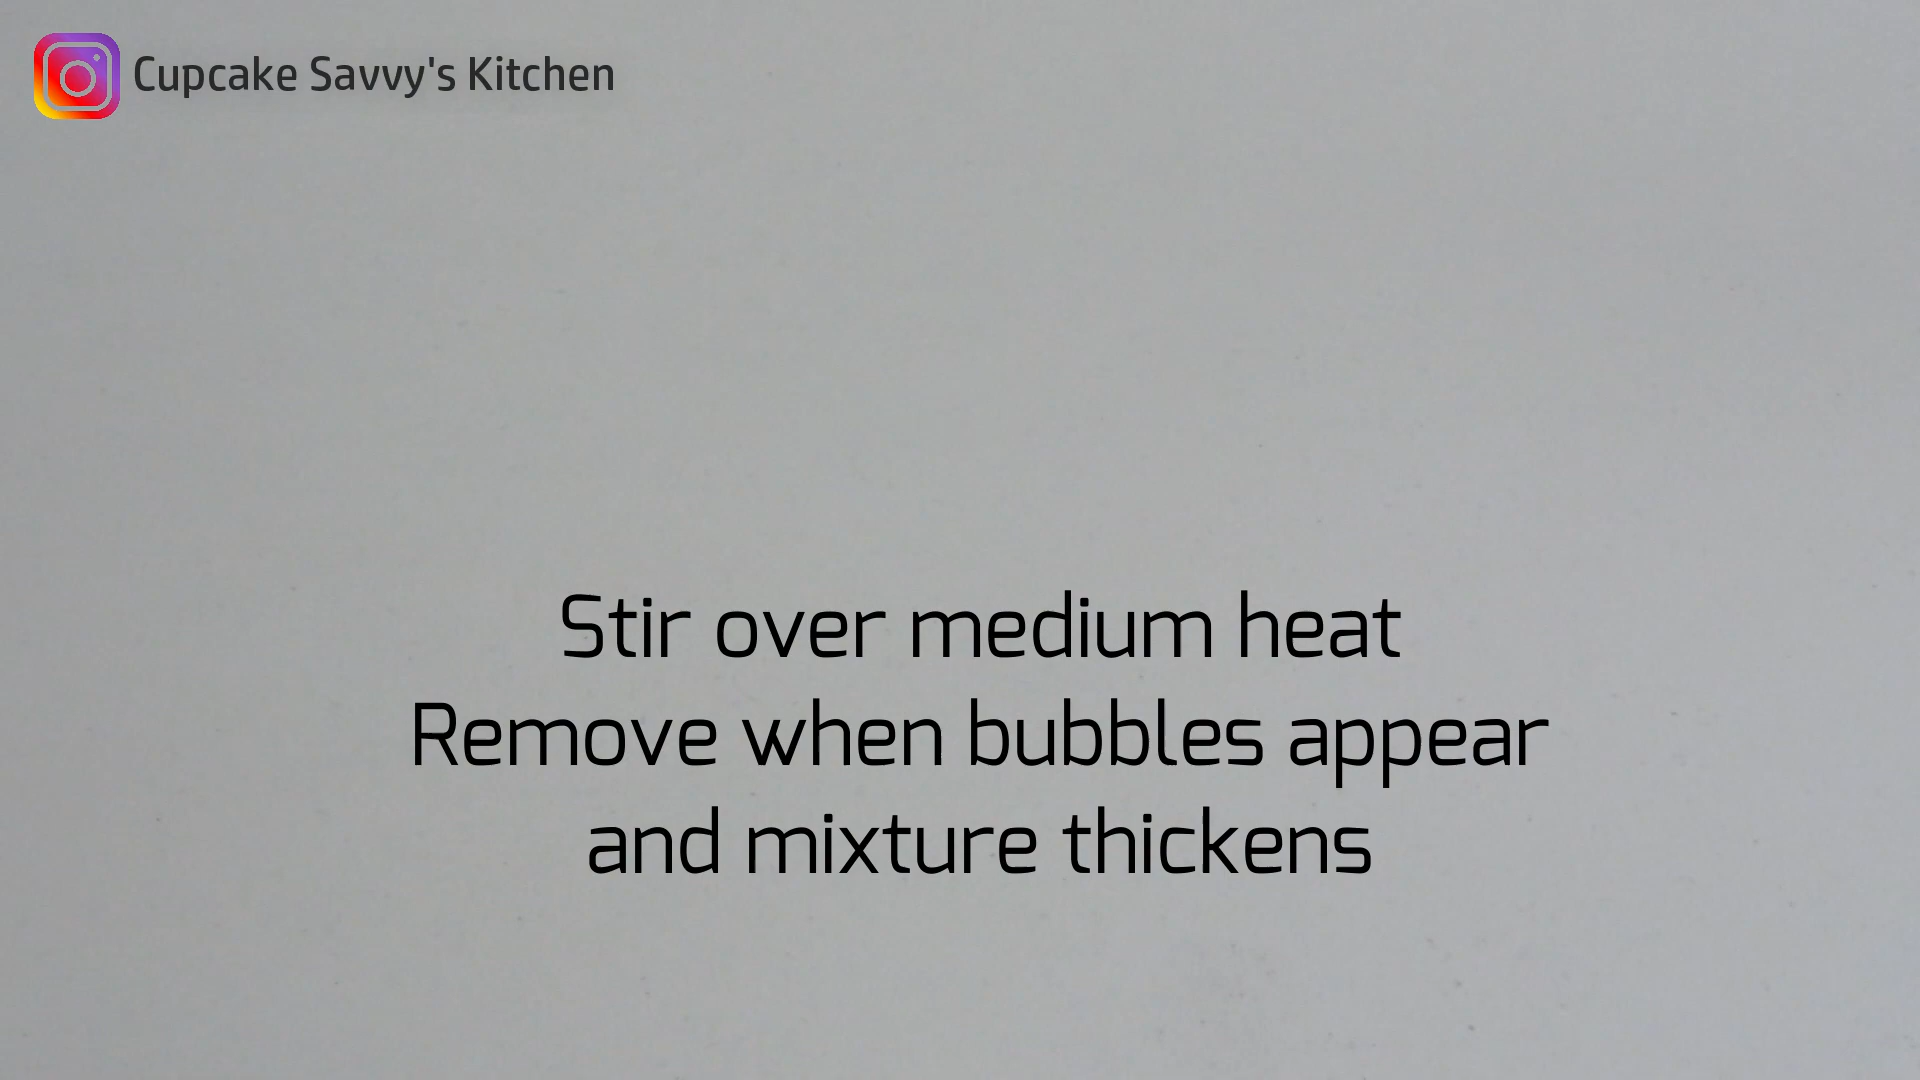 Cupcake Savvy's Kitchen
Stir over medium heat
Remove when bubbles appear
and mixture thickens